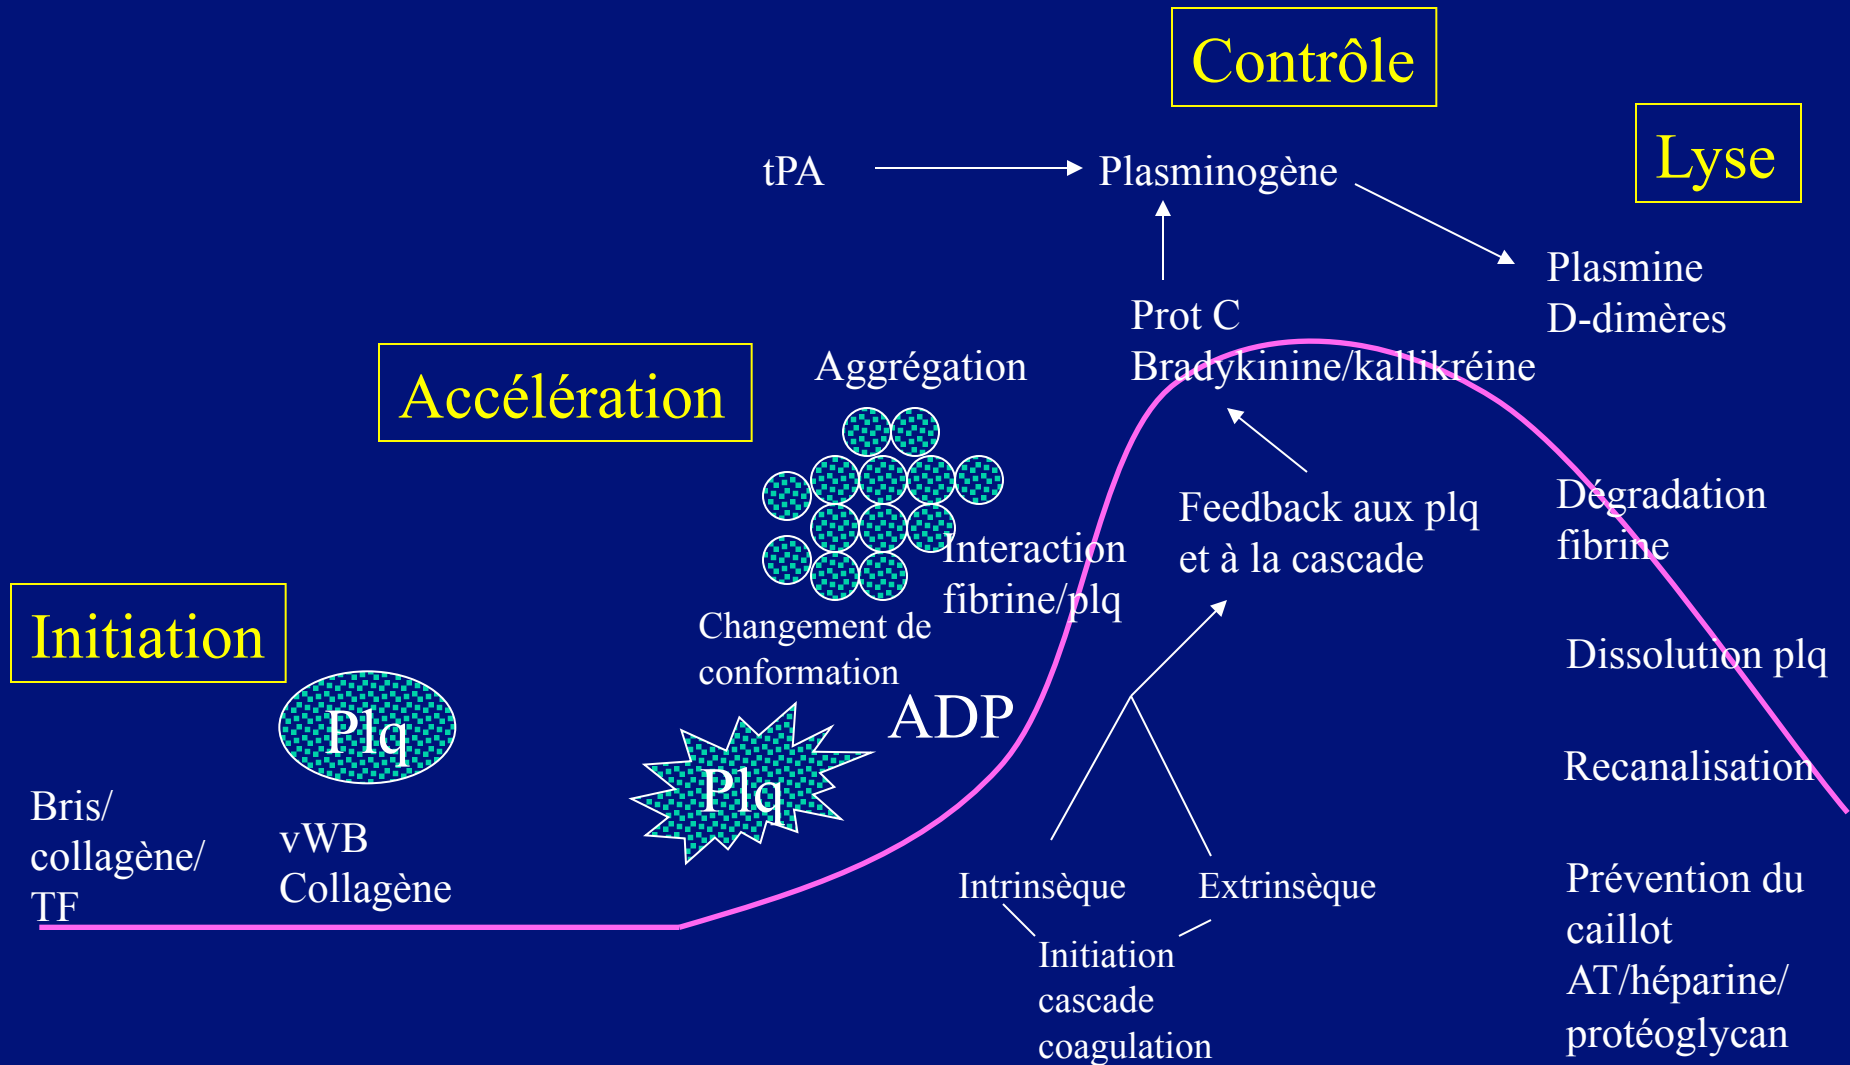 Contrôle
Lyse
tPA
Plasminogène
Plasmine
D-dimères
Prot C
Bradykinine/kallikréine
Accélération
Aggrégation
Interaction
fibrine/plq
Feedback aux plq
et à la cascade
Dégradation
fibrine
Initiation
Changement de
conformation
Dissolution plq
Plq
ADP
Plq
Recanalisation
Bris/
collagène/
TF
vWB
Collagène
Intrinsèque
Extrinsèque
Initiation
cascade
coagulation
Prévention du
caillot
AT/héparine/
protéoglycan